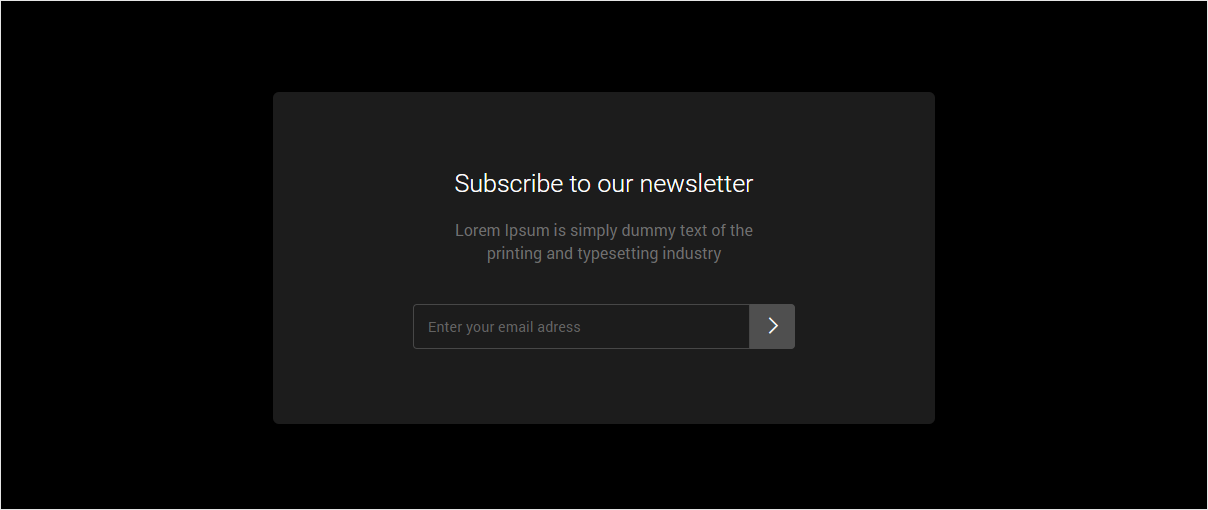 Subscribe to our newsletter
Lorem Ipsum is simply dummy text of the
printing and typesetting industry
Enter your email adress